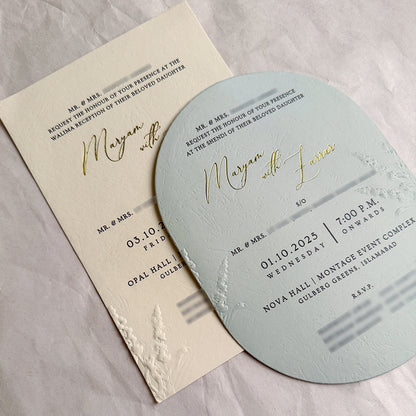 MR. & MRS.
REQUEST THE HONOUR OF YOUR PRESENCE AT THE
WALIMA RECEPTION OF THEIR BELOVED DAUGHTER
Maryam
with
MR. & MRS.
03.10.2
FRID
OPAL HALL |
GULBERG
MR. & MRS.
REQUEST THE HONOUR OF YOUR PRESENCE
AT THE SHENDI OF THEIR BELOVED DAUGHTER
Maryam
with
S/O
MR. & MRS.
01.10.2025 | 7:00 P.M.
WEDNESDAY | ONWARDS
NOVA HALL | MONTAGE EVENT COMPLEX
GULBERG GREENS, ISLAMABAD
R.S.V.P.